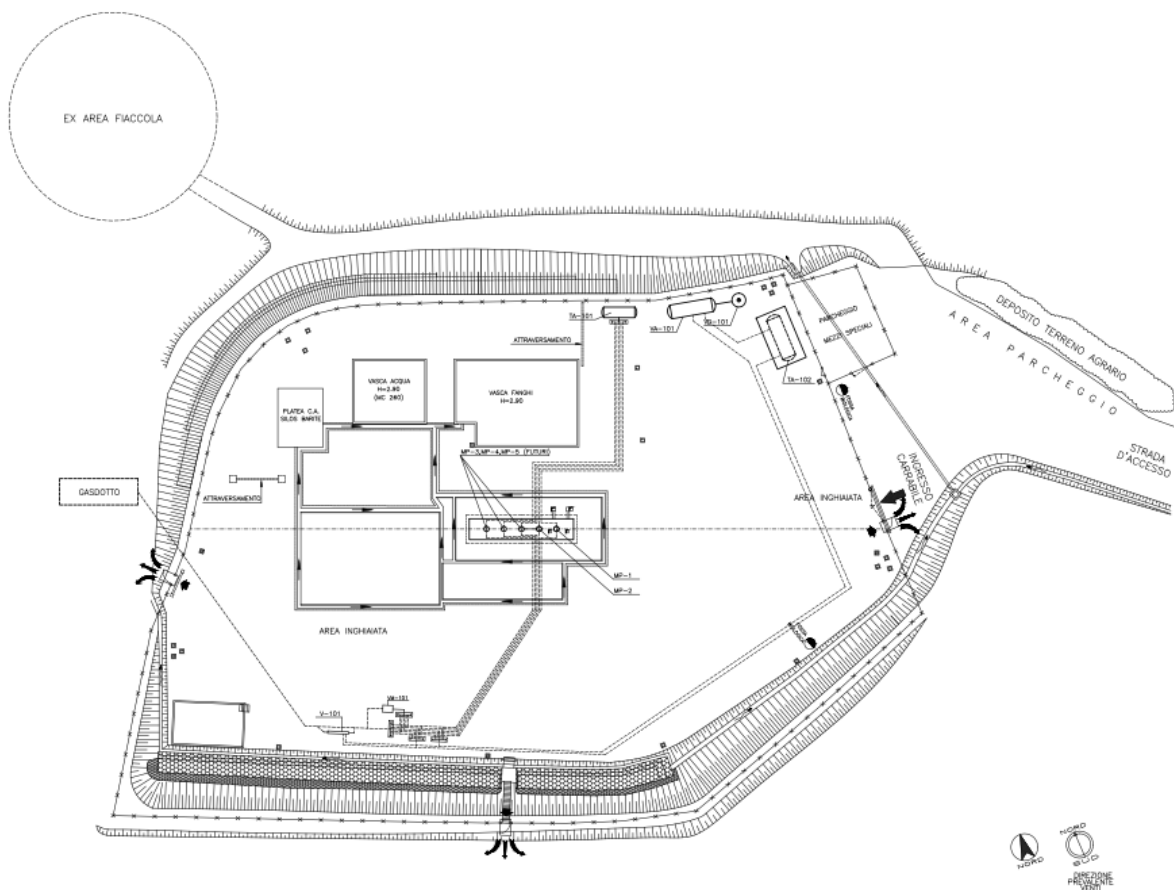 EX AREA FIACCOLA
DEPOSITO TERRENO AGRARIO
AREA PARCHEGGIO
PARCHEGGIO
MEZZI SPECIALI
TA-101
VA-101
TA-102
ATTRAVERSAMENTO
VASCA ACQUA
H=2.90
(MC 280)
VASCA FANGHI
H=2.90
PLATEA C.A.
SILOS BARITE
STRADA
D'ACCESSO
MP-3,MP-4,MP-5 (FUTURI)
INGRESSO
CARRABILE
GASDOTTO
ATTRAVERSAMENTO
AREA INGHIAIATA
MP-1
MP-2
AREA INGHIAIATA
V-101
NORD
NORD
SUD
DIREZIONE
PREVALENTE
VENTI